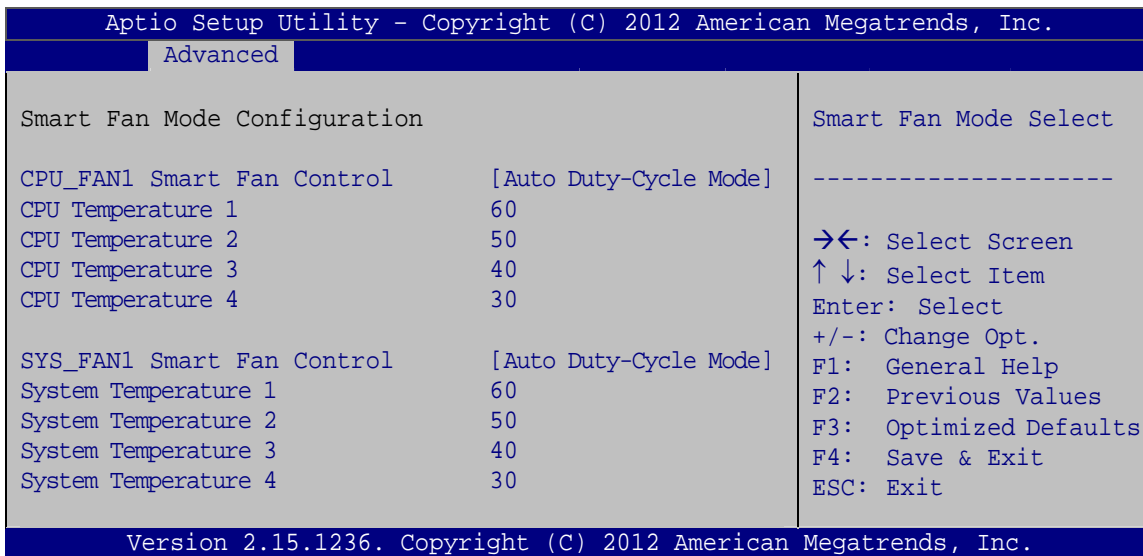 Aptio Setup Utility – Copyright (C) 2012 American Megatrends, Inc.
Advanced
Smart Fan Mode Configuration
CPU_FAN1 Smart Fan Control [Auto Duty-Cycle Mode]
CPU Temperature 1 60
CPU Temperature 2 50
CPU Temperature 3 40
CPU Temperature 4 30
SYS_FAN1 Smart Fan Control [Auto Duty-Cycle Mode]
System Temperature 1 60
System Temperature 2 50
System Temperature 3 40
System Temperature 4 30
Smart Fan Mode Select
---------------------
→←: Select Screen
↑ ↓: Select Item
Enter: Select
+/-: Change Opt.
F1: General Help
F2: Previous Values
F3: Optimized Defaults
F4: Save & Exit
ESC: Exit
Version 2.15.1236. Copyright (C) 2012 American Megatrends, Inc.